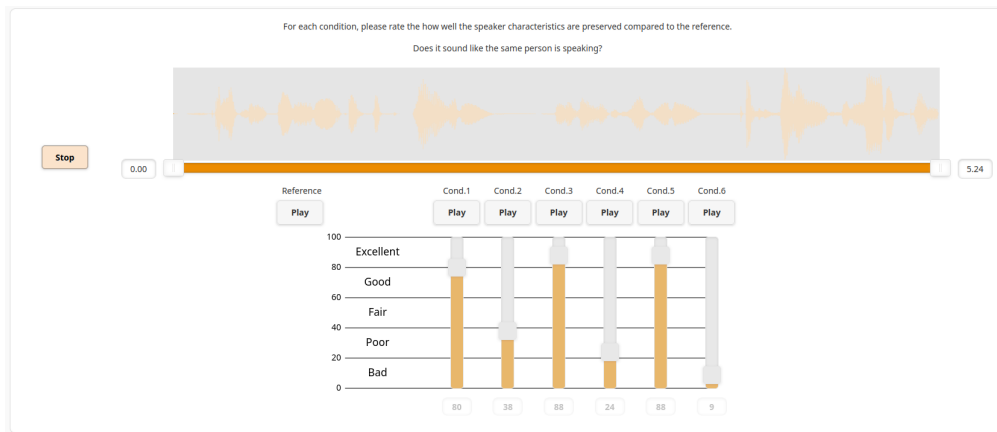 For each condition, please rate the how well the speaker characteristics are preserved compared to the reference.
Does it sound like the same person is speaking?
Stop
0.00
5.24
Reference
Cond.1 Cond.2 Cond.3 Cond.4 Cond.5 Cond.6
Play Play Play Play Play Play Play
100
Excellent
80
Good
60
Fair
40
Poor
20
Bad
0
80 38 88 24 88 9